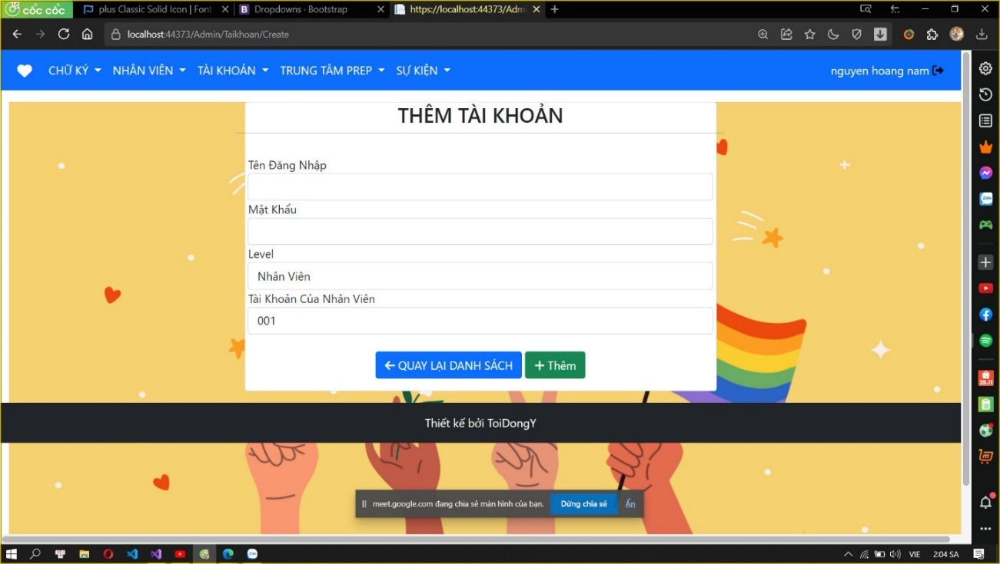 cốc cốc
plus Classic Solid Icon | Font
B Dropdowns · Bootstrap
https://localhost:44373/Adm
localhost:44373/Admin/Taikhoan/Create
CHỮ KÝ NHÂN VIÊN TÀI KHOẢN TRUNG TÂM PREP SỰ KIỆN nguyen hoang nam
THÊM TÀI KHOẢN
Tên Đăng Nhập
Mật Khẩu
Level
Nhân Viên
Tài Khoản Của Nhân Viên
001
QUAY LẠI DANH SÁCH Thêm
Thiết kế bởi ToiDongY
meet.google.com đang chia sẻ màn hình của bạn. Dừng chia sẻ Ẩn
Zalo
25.11
VIE 2:04 SA